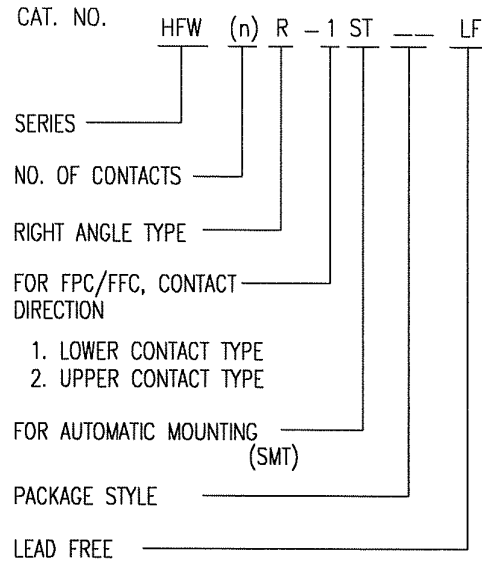 CAT. NO. HFW (n) R - 1 ST __ LF
SERIES
NO. OF CONTACTS
RIGHT ANGLE TYPE
FOR FPC/FFC, CONTACT
DIRECTION
1. LOWER CONTACT TYPE
2. UPPER CONTACT TYPE
FOR AUTOMATIC MOUNTING
(SMT)
PACKAGE STYLE
LEAD FREE